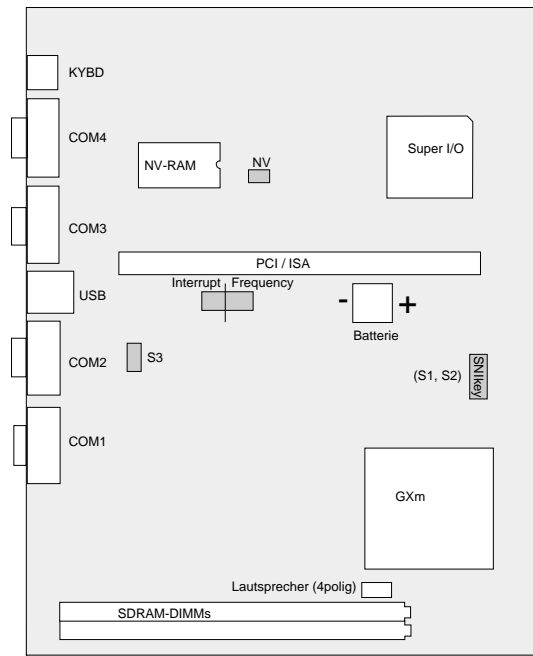 KYBD
COM4
Super I/O
NV-RAM
NV
COM3
PCI / ISA
Interrupt
Frequency
USB
-
+
Batterie
S3
COM2
(S1, S2)
SNIkey
COM1
GXm
Lautsprecher (4polig)
SDRAM-DIMMs